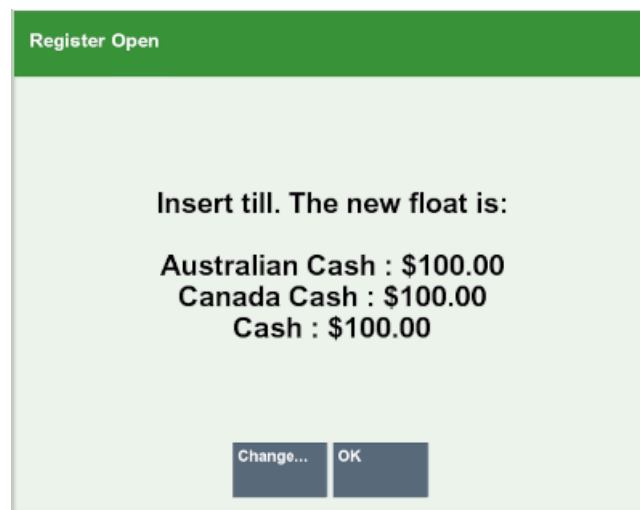 Register Open
Insert till. The new float is:
Australian Cash : $100.00
Canada Cash : $100.00
Cash : $100.00
Change... OK